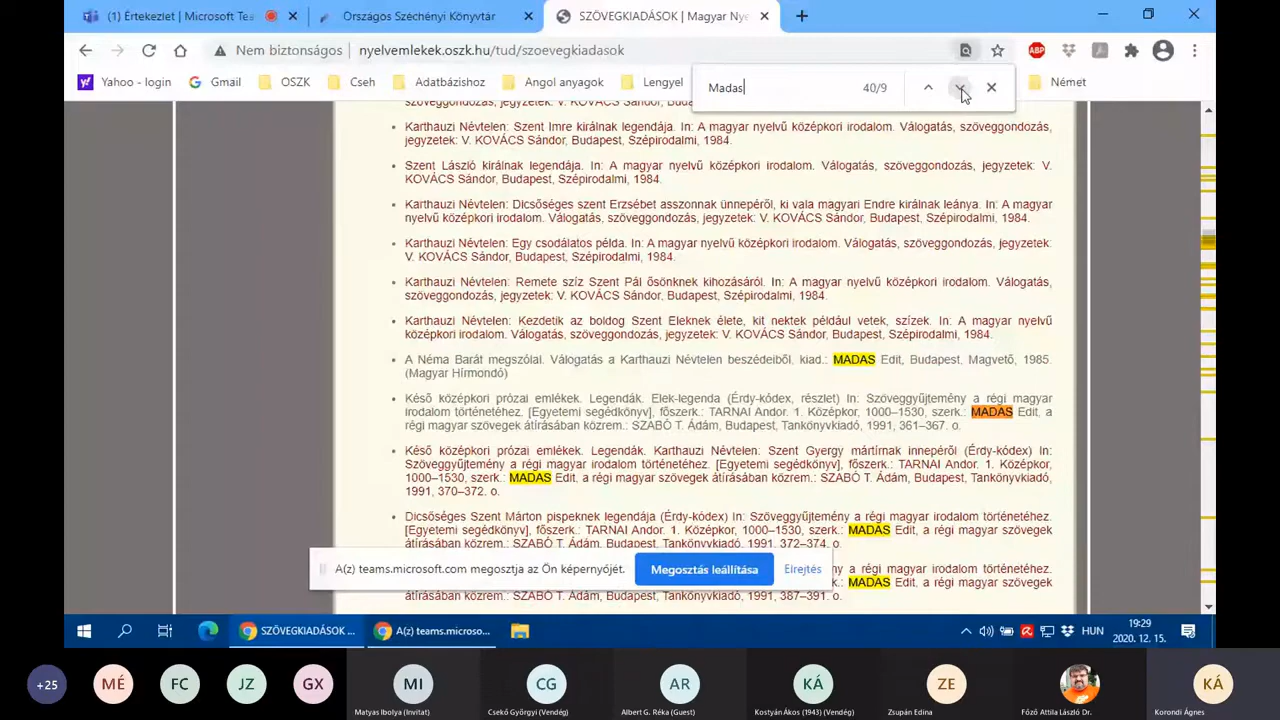 (1) Értekezlet | Microsoft Tea
Országos Széchényi Könyvtár
SZÖVEGKIADÁSOK | Magyar Nye
Nem biztonságos
nyelvemlekek.oszk.hu/tud/szoevegkiadasok
ABP
Yahoo - login
Gmail
OSZK
Cseh
Adatbázishoz
Angol anyagok
Lengyel
Német
Madas
40/9
KOVÁCS Sándor, Budapest, Szépirodalmi, 1984.
Karthauzi Névtelen: Szent Imre királnak legendája. In: A magyar nyelvű középkori irodalom. Válogatás, szöveggondozás,
jegyzetek: V. KOVÁCS Sándor, Budapest, Szépirodalmi, 1984.
Szent László királnak legendája. In: A magyar nyelvű középkori irodalom. Válogatás, szöveggondozás, jegyzetek: V.
KOVÁCS Sándor, Budapest, Szépirodalmi, 1984.
Karthauzi Névtelen: Dicsőséges szent Erzsébet asszonnak ünnepéről, ki vala magyari Endre királnak leánya. In: A magyar
nyelvű középkori irodalom. Válogatás, szöveggondozás, jegyzetek: V. KOVÁCS Sándor, Budapest, Szépirodalmi, 1984.
Karthauzi Névtelen: Egy csodálatos példa. In: A magyar nyelvű középkori irodalom. Válogatás, szöveggondozás, jegyzetek:
V. KOVÁCS Sándor, Budapest, Szépirodalmi, 1984.
Karthauzi Névtelen: Remete szíz Szent Pál ősönknek kihozásáról. In: A magyar nyelvű középkori irodalom. Válogatás,
szöveggondozás, jegyzetek: V. KOVÁCS Sándor, Budapest, Szépirodalmi, 1984.
Karthauzi Névtelen: Kezdetik az boldog Szent Eleknek élete, kit nektek például vetek, szízek. In: A magyar nyelvű
középkori irodalom. Válogatás, szöveggondozás, jegyzetek: V. KOVÁCS Sándor, Budapest, Szépirodalmi, 1984.
A Néma Barát megszólal. Válogatás a Karthauzi Névtelen beszédeiből, kiad.: MADAS Edit, Budapest, Magvető, 1985.
(Magyar Hírmondó)
Késő középkori prózai emlékek. Legendák. Elek-legenda (Érdy-kódex, részlet) In: Szöveggyűjtemény a régi magyar
irodalom történetéhez. [Egyetemi segédkönyv], főszerk.: TARNAI Andor. 1. Középkor, 1000–1530, szerk.: MADAS Edit, a
régi magyar szövegek átírásában közrem.: SZABÓ T. Ádám, Budapest, Tankönyvkiadó, 1991, 361–367. o.
Késő középkori prózai emlékek. Legendák. Karthauzi Névtelen: Szent Gyergy mártírnak innepéről (Érdy-kódex) In:
Szöveggyűjtemény a régi magyar irodalom történetéhez. [Egyetemi segédkönyv], főszerk.: TARNAI Andor. 1. Középkor,
1000–1530, szerk.: MADAS Edit, a régi magyar szövegek átírásában közrem.: SZABÓ T. Ádám, Budapest, Tankönyvkiadó,
1991, 370–372. o.
Dicsőséges Szent Márton pispeknek legendája (Érdy-kódex) In: Szöveggyűjtemény a régi magyar irodalom történetéhez.
[Egyetemi segédkönyv], főszerk.: TARNAI Andor. 1. Középkor, 1000–1530, szerk.: MADAS Edit, a régi magyar szövegek
átírásában közrem.: SZABÓ T. Ádám, Budapest, Tankönyvkiadó, 1991, 372–374. o.
y a régi magyar irodalom történetéhez.
MADAS Edit, a régi magyar szövegek
átírásában közrem.: SZABÓ T. Ádám, Budapest, Tankönyvkiadó, 1991, 387–391. o.
A(z) teams.microsoft.com megosztja az Ön képernyőjét.
Megosztás leállítása
Elrejtés
SZÖVEGKIADÁSOK ...
A(z) teams.microso...
HUN
19:29
2020. 12. 15.
+25
MÉ
FC
JZ
GX
MI
CG
AR
KÁ
ZE
KÁ
Matyas Ibolya (Invitat)
Csekő Györgyi (Vendég)
Albert G. Réka (Guest)
Kostyán Ákos (1943) (Vendég)
Zsupán Edina
Főző Attila László Dr.
Korondi Ágnes